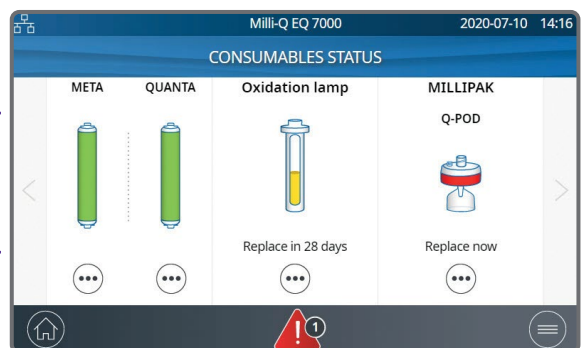 Milli-Q EQ 7000 2020-07-10 14:16
CONSUMABLES STATUS
META QUANTA Oxidation lamp MILLIPAK
Q-POD
Replace in 28 days Replace now
1